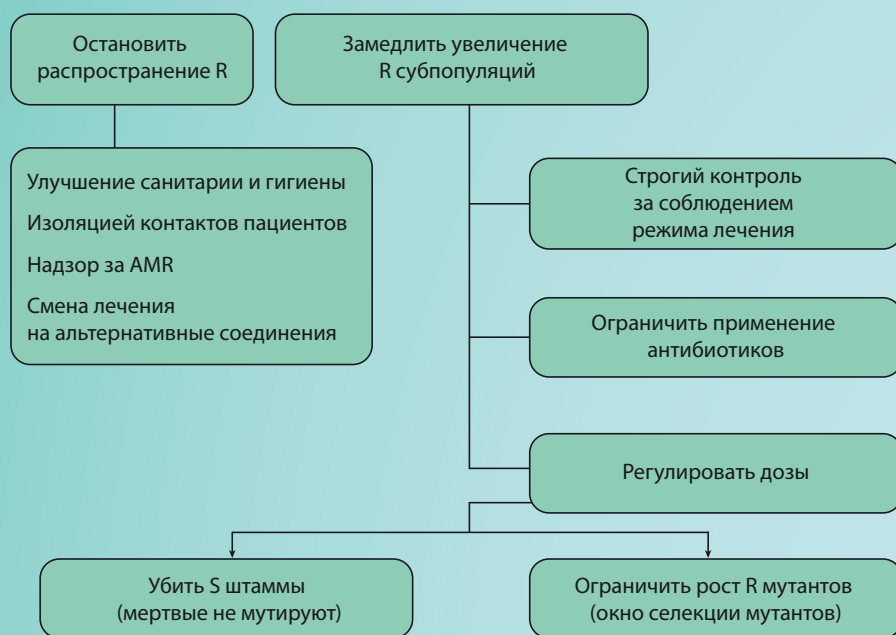 Остановить
распространение R
Замедлить увеличение
R субпопуляций
Улучшение санитарии и гигиены
Изоляцией контактов пациентов
Надзор за AMR
Смена лечения
на альтернативные соединения
Строгий контроль
за соблюдением
режима лечения
Ограничить применение
антибиотиков
Регулировать дозы
Убить S штаммы
(мертвые не мутируют)
Ограничить рост R мутантов
(окно селекции мутантов)